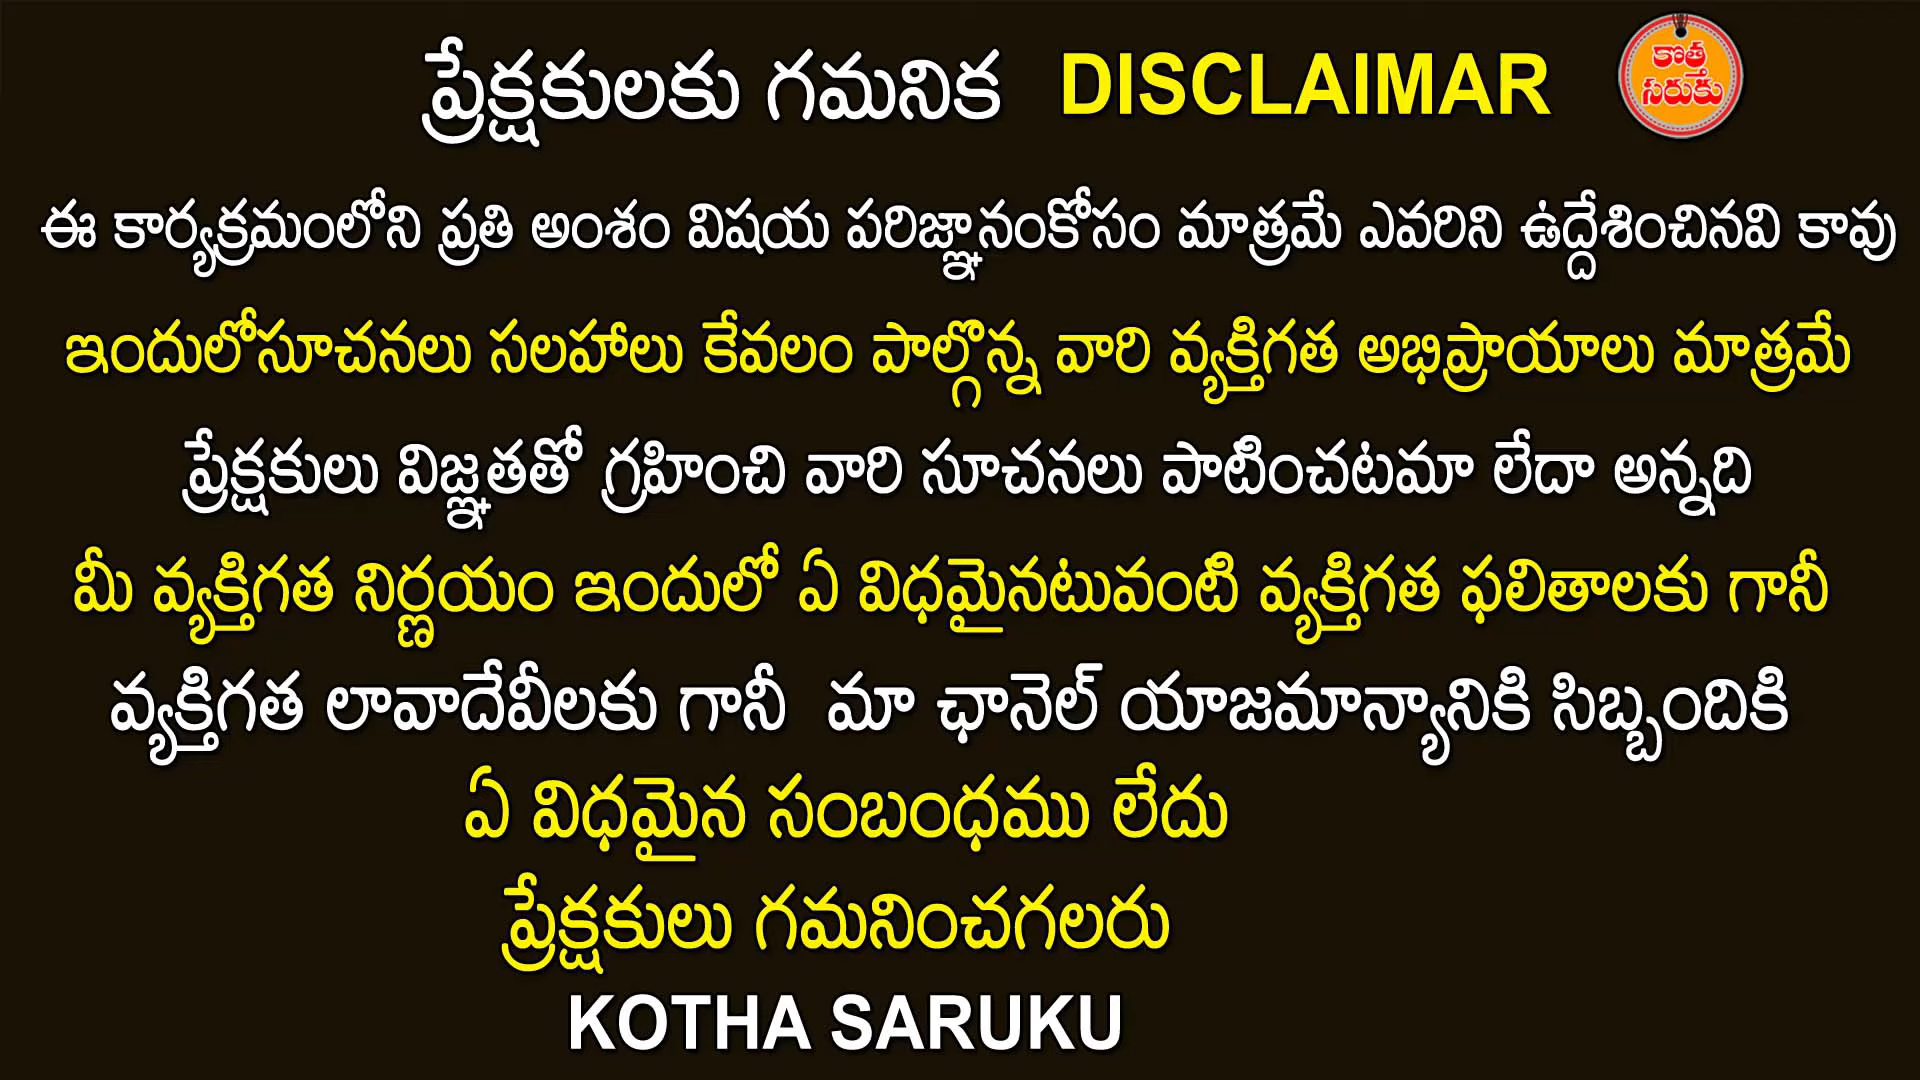 ప్రేక్షకులకు గమనిక DISCLAIMAR
కొత్త
సరుకు
ఈ కార్యక్రమంలోని ప్రతి అంశం విషయ పరిజ్ఞానంకోసం మాత్రమే ఎవరిని ఉద్దేశించినవి కావు
ఇందులోసూచనలు సలహాలు కేవలం పాల్గొన్న వారి వ్యక్తిగత అభిప్రాయాలు మాత్రమే
ప్రేక్షకులు విజ్ఞతతో గ్రహించి వారి సూచనలు పాటించటమా లేదా అన్నది
మీ వ్యక్తిగత నిర్ణయం ఇందులో ఏ విధమైనటువంటి వ్యక్తిగత ఫలితాలకు గానీ
వ్యక్తిగత లావాదేవీలకు గానీ మా ఛానెల్ యాజమాన్యానికి సిబ్బందికి
ఏ విధమైన సంబంధము లేదు
ప్రేక్షకులు గమనించగలరు
KOTHA SARUKU